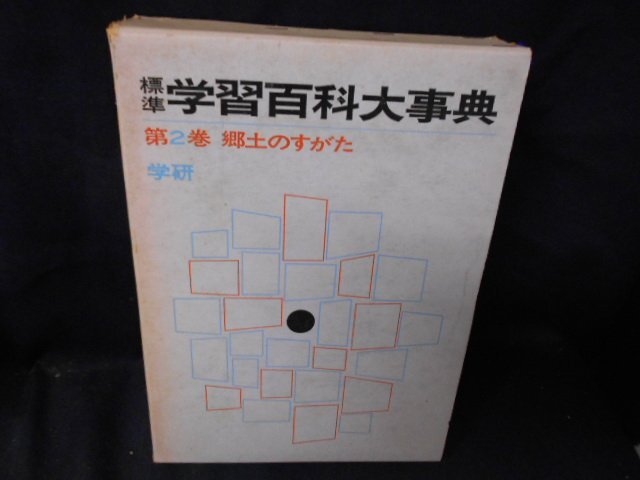 標準 学習百科大事典
第2巻 郷土のすがた
学研